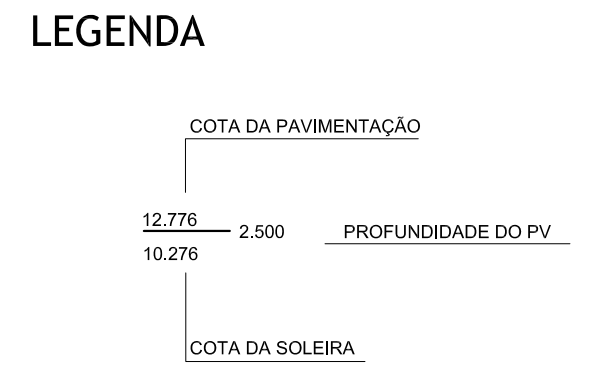 LEGENDA
COTA DA PAVIMENTAÇÃO
12.776
2.500 PROFUNDIDADE DO PV
10.276
COTA DA SOLEIRA